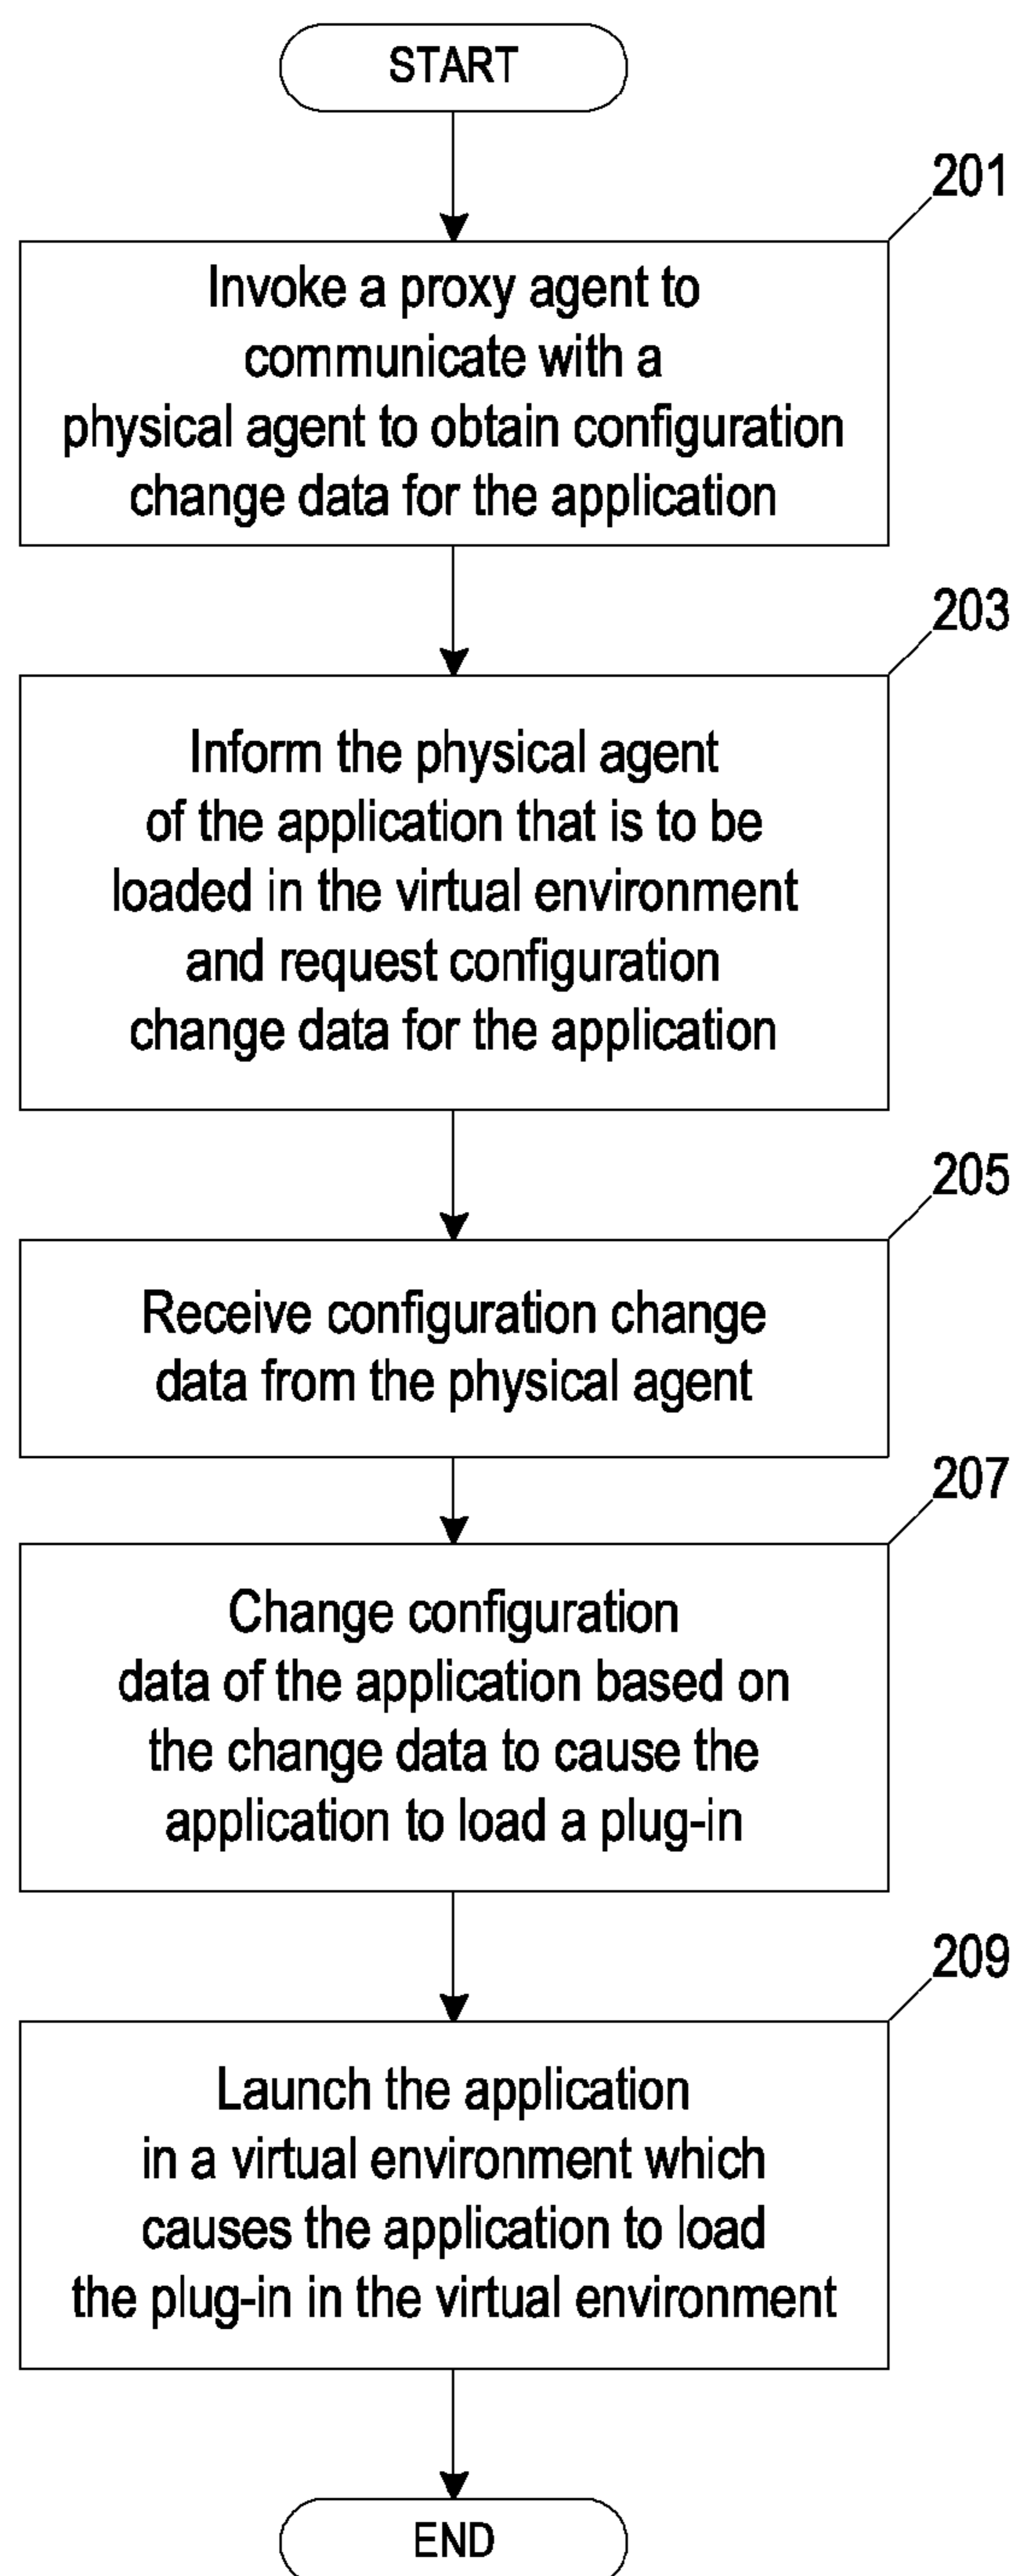 START
201
Invoke a proxy agent to
communicate with a
physical agent to obtain configuration
change data for the application
203
Inform the physical agent
of the application that is to be
loaded in the virtual environment
and request configuration
change data for the application
205
Receive configuration change
data from the physical agent
207
Change configuration
data of the application based on
the change data to cause the
application to load a plug-in
209
Launch the application
in a virtual environment which
causes the application to load
the plug-in in the virtual environment
END